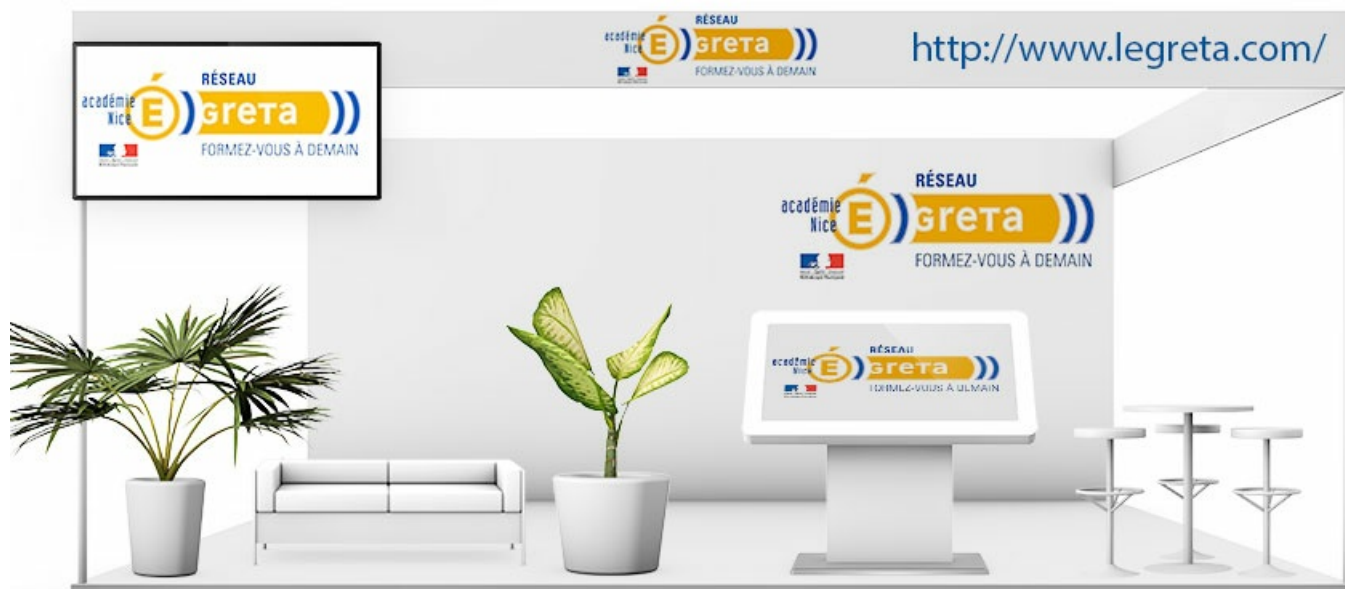 RÉSEAU
académie
Nice
É
greta
FORMEZ-VOUS À DEMAIN
RÉSEAU
académie
Nice
É
greta
FORMEZ-VOUS À DEMAIN
http://www.legreta.com/
RÉSEAU
académie
Nice
É
greta
FORMEZ-VOUS À DEMAIN
RÉSEAU
académie
Nice
É
greta
FORMEZ-VOUS À DEMAIN